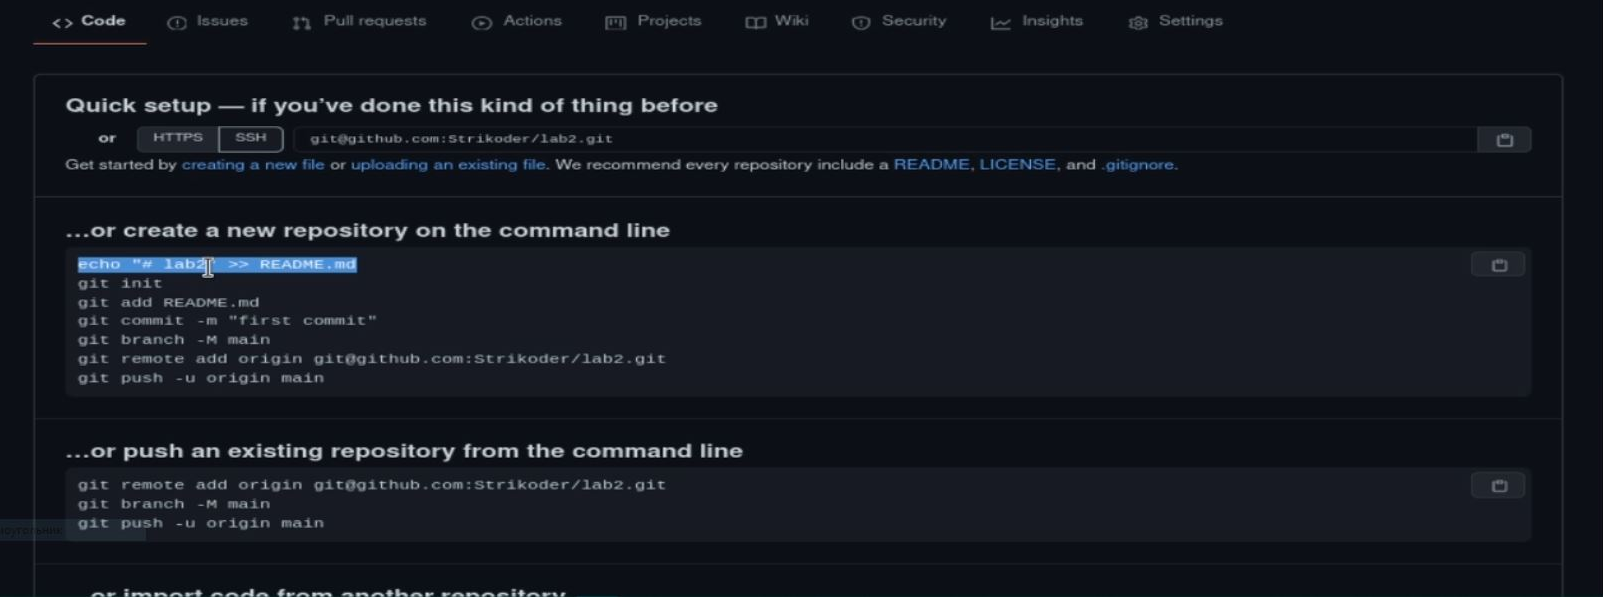 <> Code Issues Pull requests Actions Projects Wiki Security Insights Settings
Quick setup — if you've done this kind of thing before
or HTTPS SSH git@github.com:Strikoder/lab2.git
Get started by creating a new file or uploading an existing file. We recommend every repository include a README, LICENSE, and .gitignore.
...or create a new repository on the command line
echo "# lab2" >> README.md
git init
git add README.md
git commit -m "first commit"
git branch -M main
git remote add origin git@github.com:Strikoder/lab2.git
git push -u origin main
...or push an existing repository from the command line
git remote add origin git@github.com:Strikoder/lab2.git
git branch -M main
git push -u origin main
...or import code from another repository